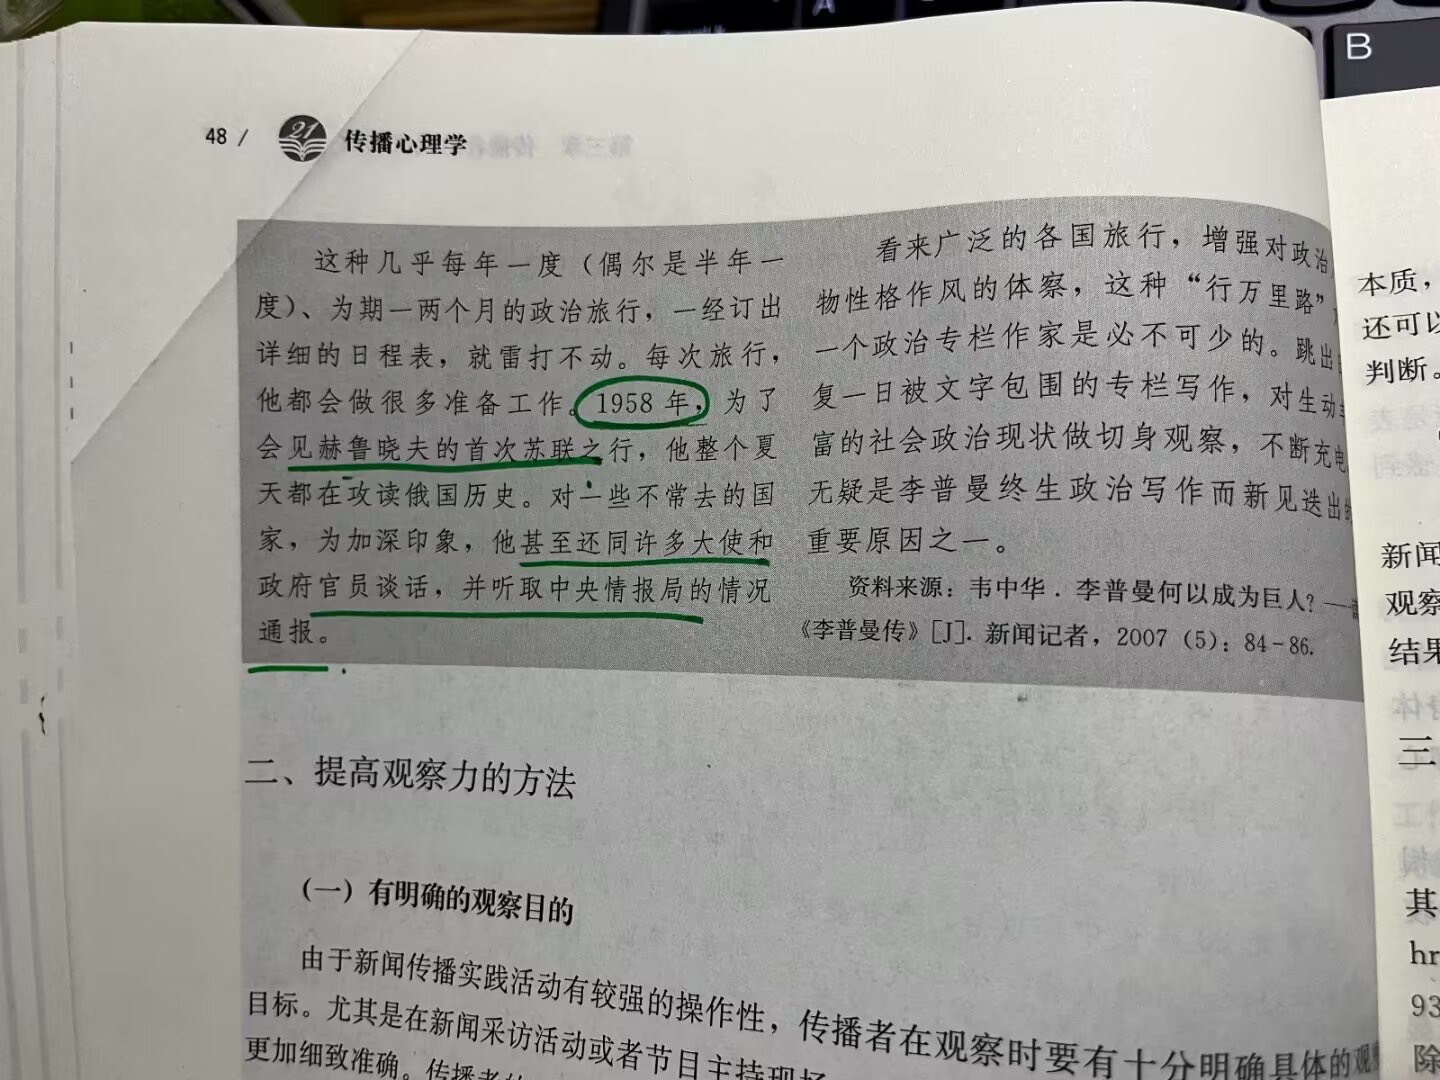 A
B
48 /
21
传播心理学
这种几乎每年一度（偶尔是半年一
度）、为期一两个月的政治旅行，一经订出
详细的日程表，就雷打不动。每次旅行，
他都会做很多准备工作。1958 年，为了
会见赫鲁晓夫的首次苏联之行，他整个夏
天都在攻读俄国历史。对一些不常去的国
家，为加深印象，他甚至还同许多大使和
政府官员谈话，并听取中央情报局的情况
通报。
看来广泛的各国旅行，增强对政治
物性格作风的体察，这种“行万里路”
一个政治专栏作家是必不可少的。跳出
复一日被文字包围的专栏写作，对生动
富的社会政治现状做切身观察，不断充电
无疑是李普曼终生政治写作而新见迭出
重要原因之一。
资料来源：韦中华．李普曼何以成为巨人？——
《李普曼传》[J]．新闻记者，2007（5）：84-86.
二、提高观察力的方法
（一）有明确的观察目的
由于新闻传播实践活动有较强的操作性，传播者在观察时要有十分明确具体的观
目标。尤其是在新闻采访活动或者节目主持现场
更加细致准确。传播者
本质，
还可以
判断。
新闻
观察
结果
三
其
hr
93
除